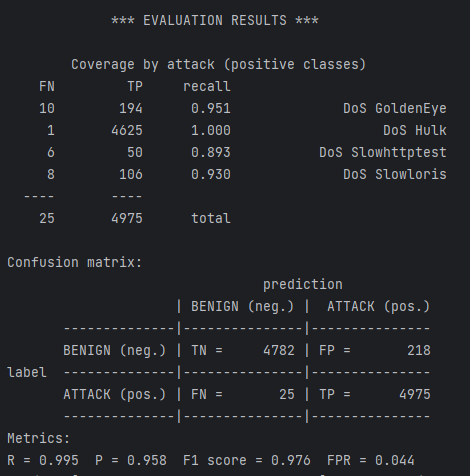 *** EVALUATION RESULTS ***
Coverage by attack (positive classes)
FN TP recall
10 194 0.951 DoS GoldenEye
1 4625 1.000 DoS Hulk
6 50 0.893 DoS Slowhttptest
8 106 0.930 DoS Slowloris
---- ----
25 4975 total
Confusion matrix:
prediction
| BENIGN (neg.) | ATTACK (pos.)
--------------|---------------|---------------
BENIGN (neg.) | TN = 4782 | FP = 218
label --------------|---------------|---------------
ATTACK (pos.) | FN = 25 | TP = 4975
--------------|---------------|---------------
Metrics:
R = 0.995 P = 0.958 F1 score = 0.976 FPR = 0.044